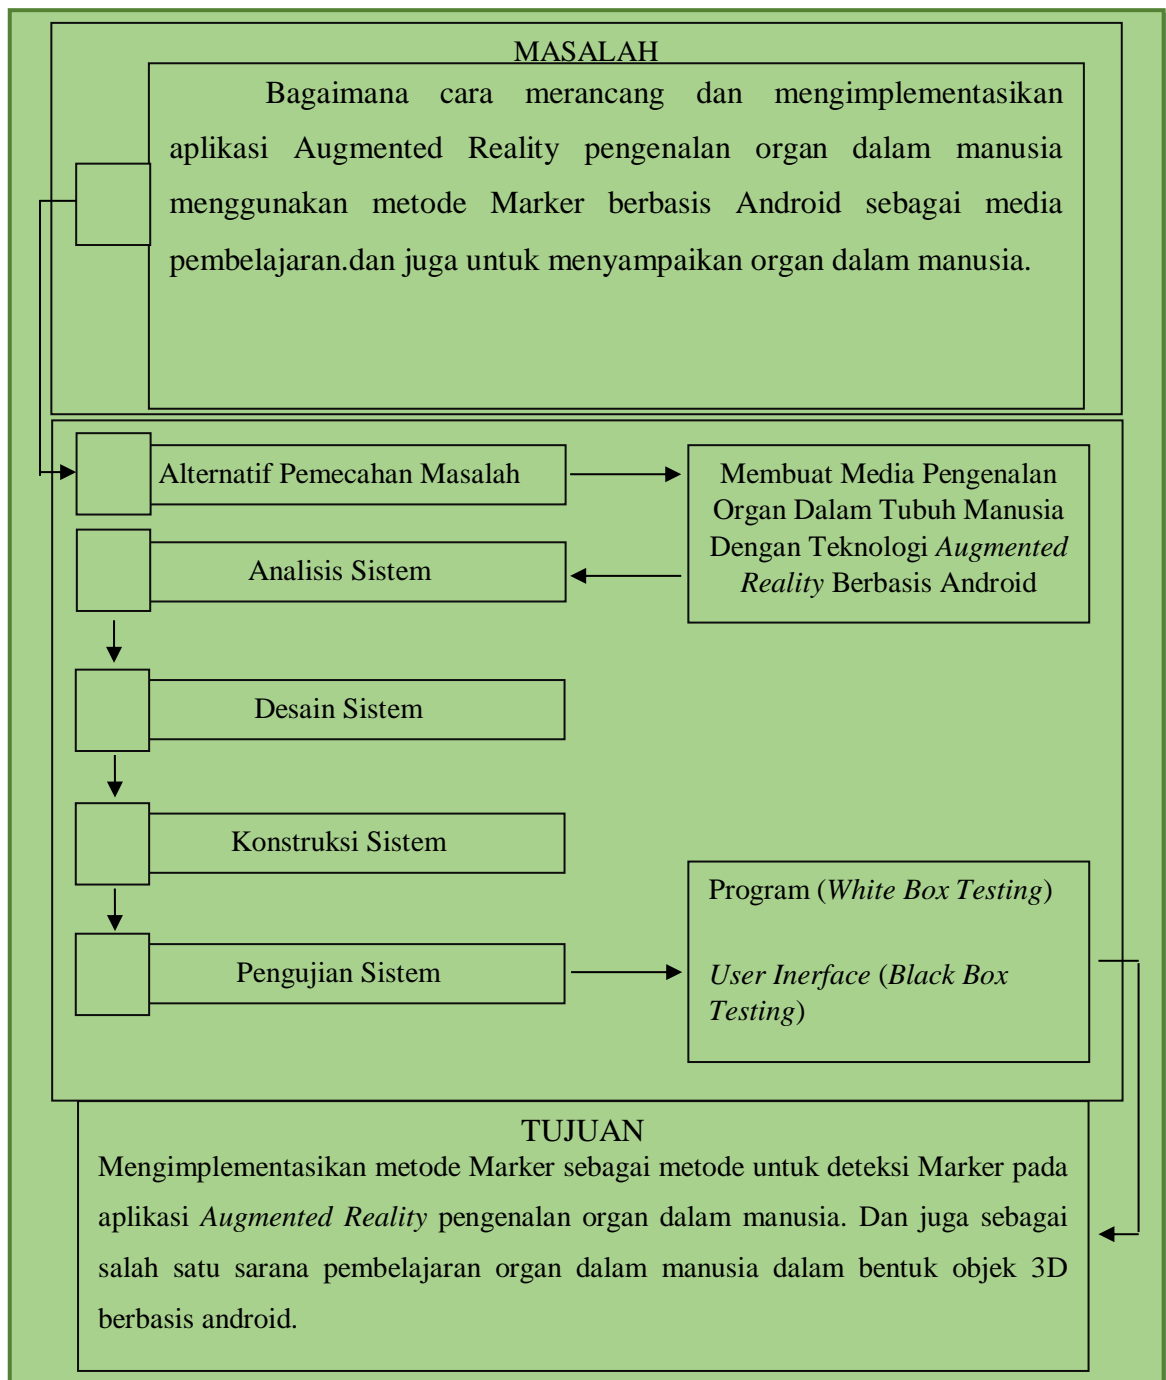 MASALAH
Bagaimana cara merancang dan mengimplementasikan
aplikasi Augmented Reality pengenalan organ dalam manusia
menggunakan metode Marker berbasis Android sebagai media
pembelajaran.dan juga untuk menyampaikan organ dalam manusia.
Alternatif Pemecahan Masalah
Membuat Media Pengenalan
Organ Dalam Tubuh Manusia
Dengan Teknologi Augmented
Reality Berbasis Android
Analisis Sistem
Desain Sistem
Konstruksi Sistem
Pengujian Sistem
Program (White Box Testing)
User Inerface (Black Box
Testing)
TUJUAN
Mengimplementasikan metode Marker sebagai metode untuk deteksi Marker pada
aplikasi Augmented Reality pengenalan organ dalam manusia. Dan juga sebagai
salah satu sarana pembelajaran organ dalam manusia dalam bentuk objek 3D
berbasis android.